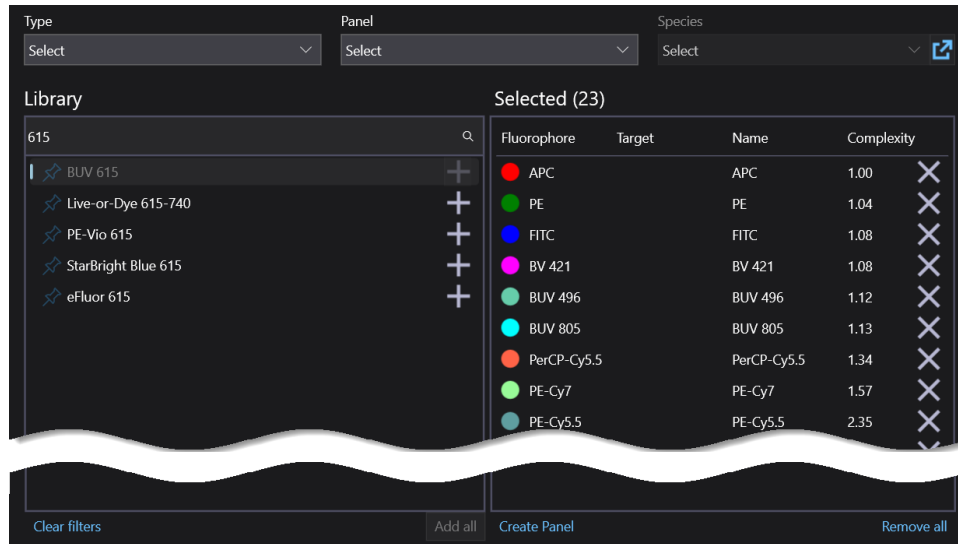 Type Panel Species
Select Select Select
Library Selected (23)
615 Fluorophore Target Name Complexity
BUV 615 APC APC 1.00
Live-or-Dye 615-740 PE PE 1.04
PE-Vio 615 FITC FITC 1.08
StarBright Blue 615 BV 421 BV 421 1.08
eFluor 615 BUV 496 BUV 496 1.12
BUV 805 BUV 805 1.13
PerCP-Cy5.5 PerCP-Cy5.5 1.34
PE-Cy7 PE-Cy7 1.57
PE-Cy5.5 PE-Cy5.5 2.35
Clear filters Add all Create Panel Remove all